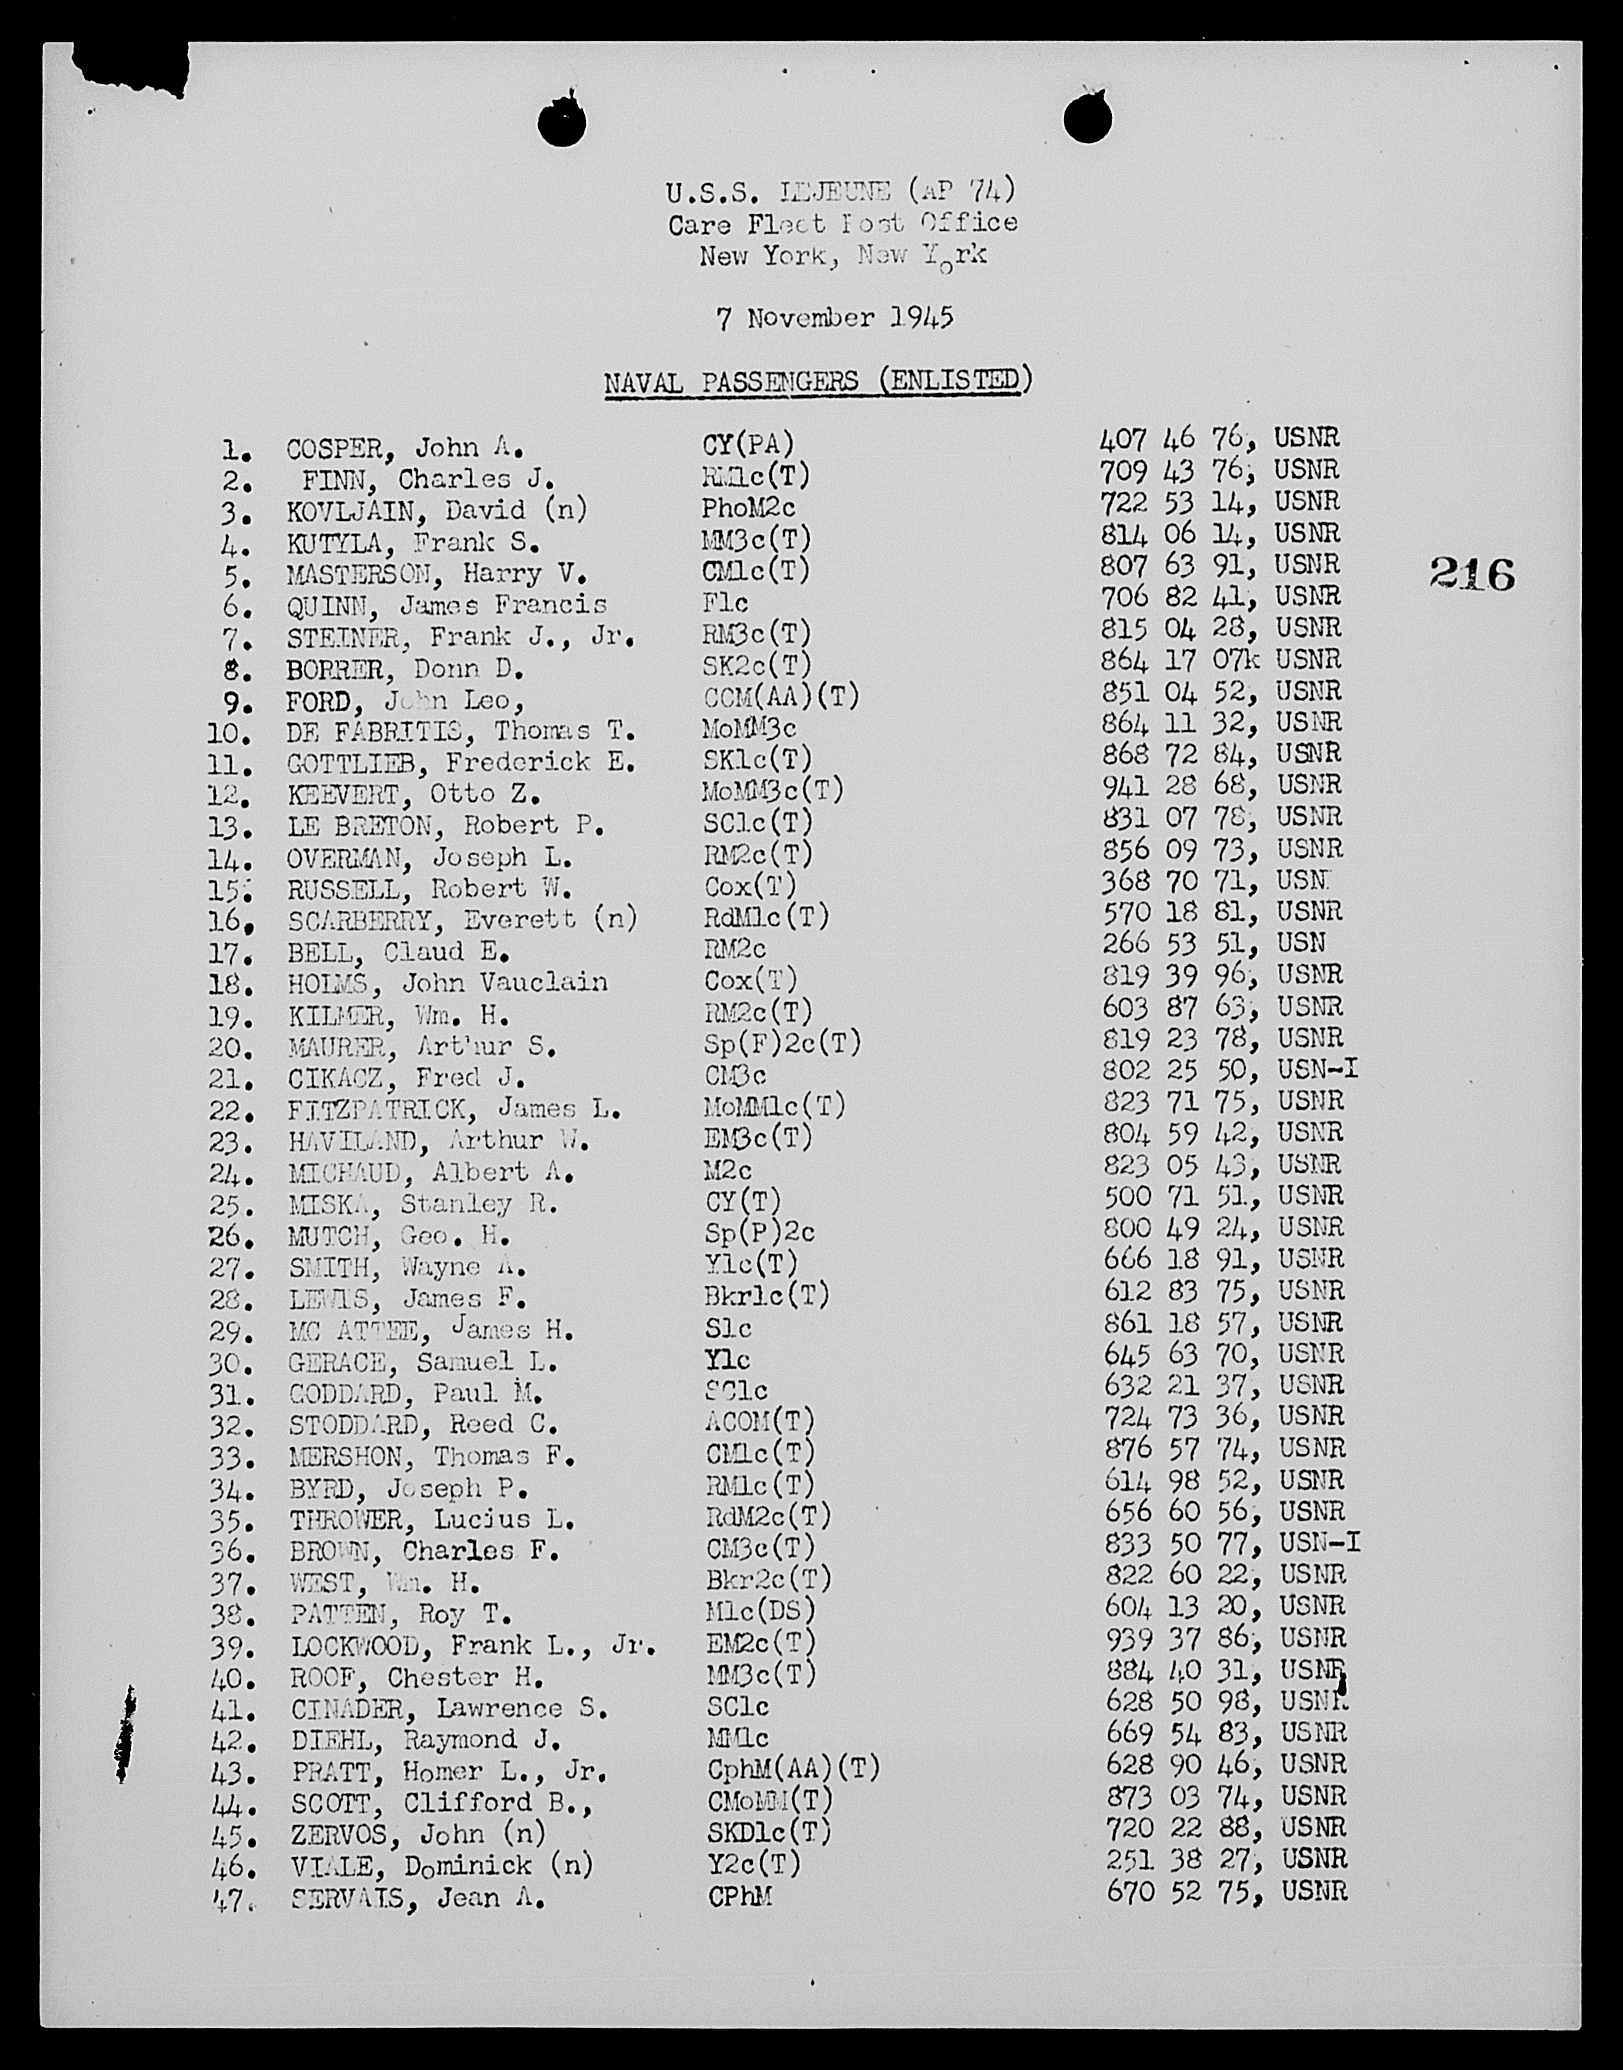 U.S.S. LEJEUNE (AP 74)
Care Fleet Post Office
New York, New York
7 November 1945
NAVAL PASSENGERS (ENLISTED)
1. COSPER, John A. CY(PA) 407 46 76, USNR
2. FINN, Charles J. RM1c(T) 709 43 76, USNR
3. KOVLJAIN, David (n) PhoM2c 722 53 14, USNR
4. KUTYLA, Frank S. MM3c(T) 814 06 14, USNR
5. MASTERSON, Harry V. CM1c(T) 807 63 91, USNR
216
6. QUINN, James Francis F1c 706 82 41, USNR
7. STEINER, Frank J., Jr. RM3c(T) 815 04 28, USNR
8. BORRER, Donn D. SK2c(T) 864 17 07k USNR
9. FORD, John Leo, CCM(AA)(T) 851 04 52, USNR
10. DE FABRITIS, Thomas T. MoMM3c 864 11 32, USNR
11. GOTTLIEB, Frederick E. SK1c(T) 868 72 84, USNR
12. KEEVERT, Otto Z. MoMM3c(T) 941 28 68, USNR
13. LE BRETON, Robert P. SC1c(T) 831 07 78, USNR
14. OVERMAN, Joseph L. RM2c(T) 856 09 73, USNR
15. RUSSELL, Robert W. Cox(T) 368 70 71, USN
16. SCARBERRY, Everett (n) RdM1c(T) 570 18 81, USNR
17. BELL, Claud E. RM2c 266 53 51, USN
18. HOLMS, John Vauclain Cox(T) 819 39 96, USNR
19. KILMER, Wm. H. RM2c(T) 603 87 63, USNR
20. MAURER, Arthur S. Sp(F)2c(T) 819 23 78, USNR
21. CIKACZ, Fred J. CM3c 802 25 50, USN-I
22. FITZPATRICK, James L. MoMM1c(T) 823 71 75, USNR
23. HAVILAND, Arthur W. EM3c(T) 804 59 42, USNR
24. MICHAUD, Albert A. M2c 823 05 43, USNR
25. MISKA, Stanley R. CY(T) 500 71 51, USNR
26. MUTCH, Geo. H. Sp(P)2c 800 49 24, USNR
27. SMITH, Wayne A. Y1c(T) 666 18 91, USNR
28. LEWIS, James F. Bkr1c(T) 612 83 75, USNR
29. MC ATTEE, James H. S1c 861 18 57, USNR
30. GERACE, Samuel L. Y1c 645 63 70, USNR
31. GODDARD, Paul M. SC1c 632 21 37, USNR
32. STODDARD, Reed C. ACOM(T) 724 73 36, USNR
33. MERSHON, Thomas F. CM1c(T) 876 57 74, USNR
34. BYRD, Joseph P. RM1c(T) 614 98 52, USNR
35. THROWER, Lucius L. RdM2c(T) 656 60 56, USNR
36. BROWN, Charles F. CM3c(T) 833 50 77, USN-I
37. WEST, Wm. H. Bkr2c(T) 822 60 22, USNR
38. PATTEN, Roy T. M1c(DS) 604 13 20, USNR
39. LOCKWOOD, Frank L., Jr. EM2c(T) 939 37 86, USNR
40. ROOF, Chester H. MM3c(T) 884 40 31, USNR
41. CINADER, Lawrence S. SC1c 628 50 98, USNR
42. DIEHL, Raymond J. MM1c 669 54 83, USNR
43. PRATT, Homer L., Jr. CphM(AA)(T) 628 90 46, USNR
44. SCOTT, Clifford B., CMoMM(T) 873 03 74, USNR
45. ZERVOS, John (n) SKD1c(T) 720 22 88, USNR
46. VIALE, Dominick (n) Y2c(T) 251 38 27, USNR
47. SERVAIS, Jean A. CPhM 670 52 75, USNR